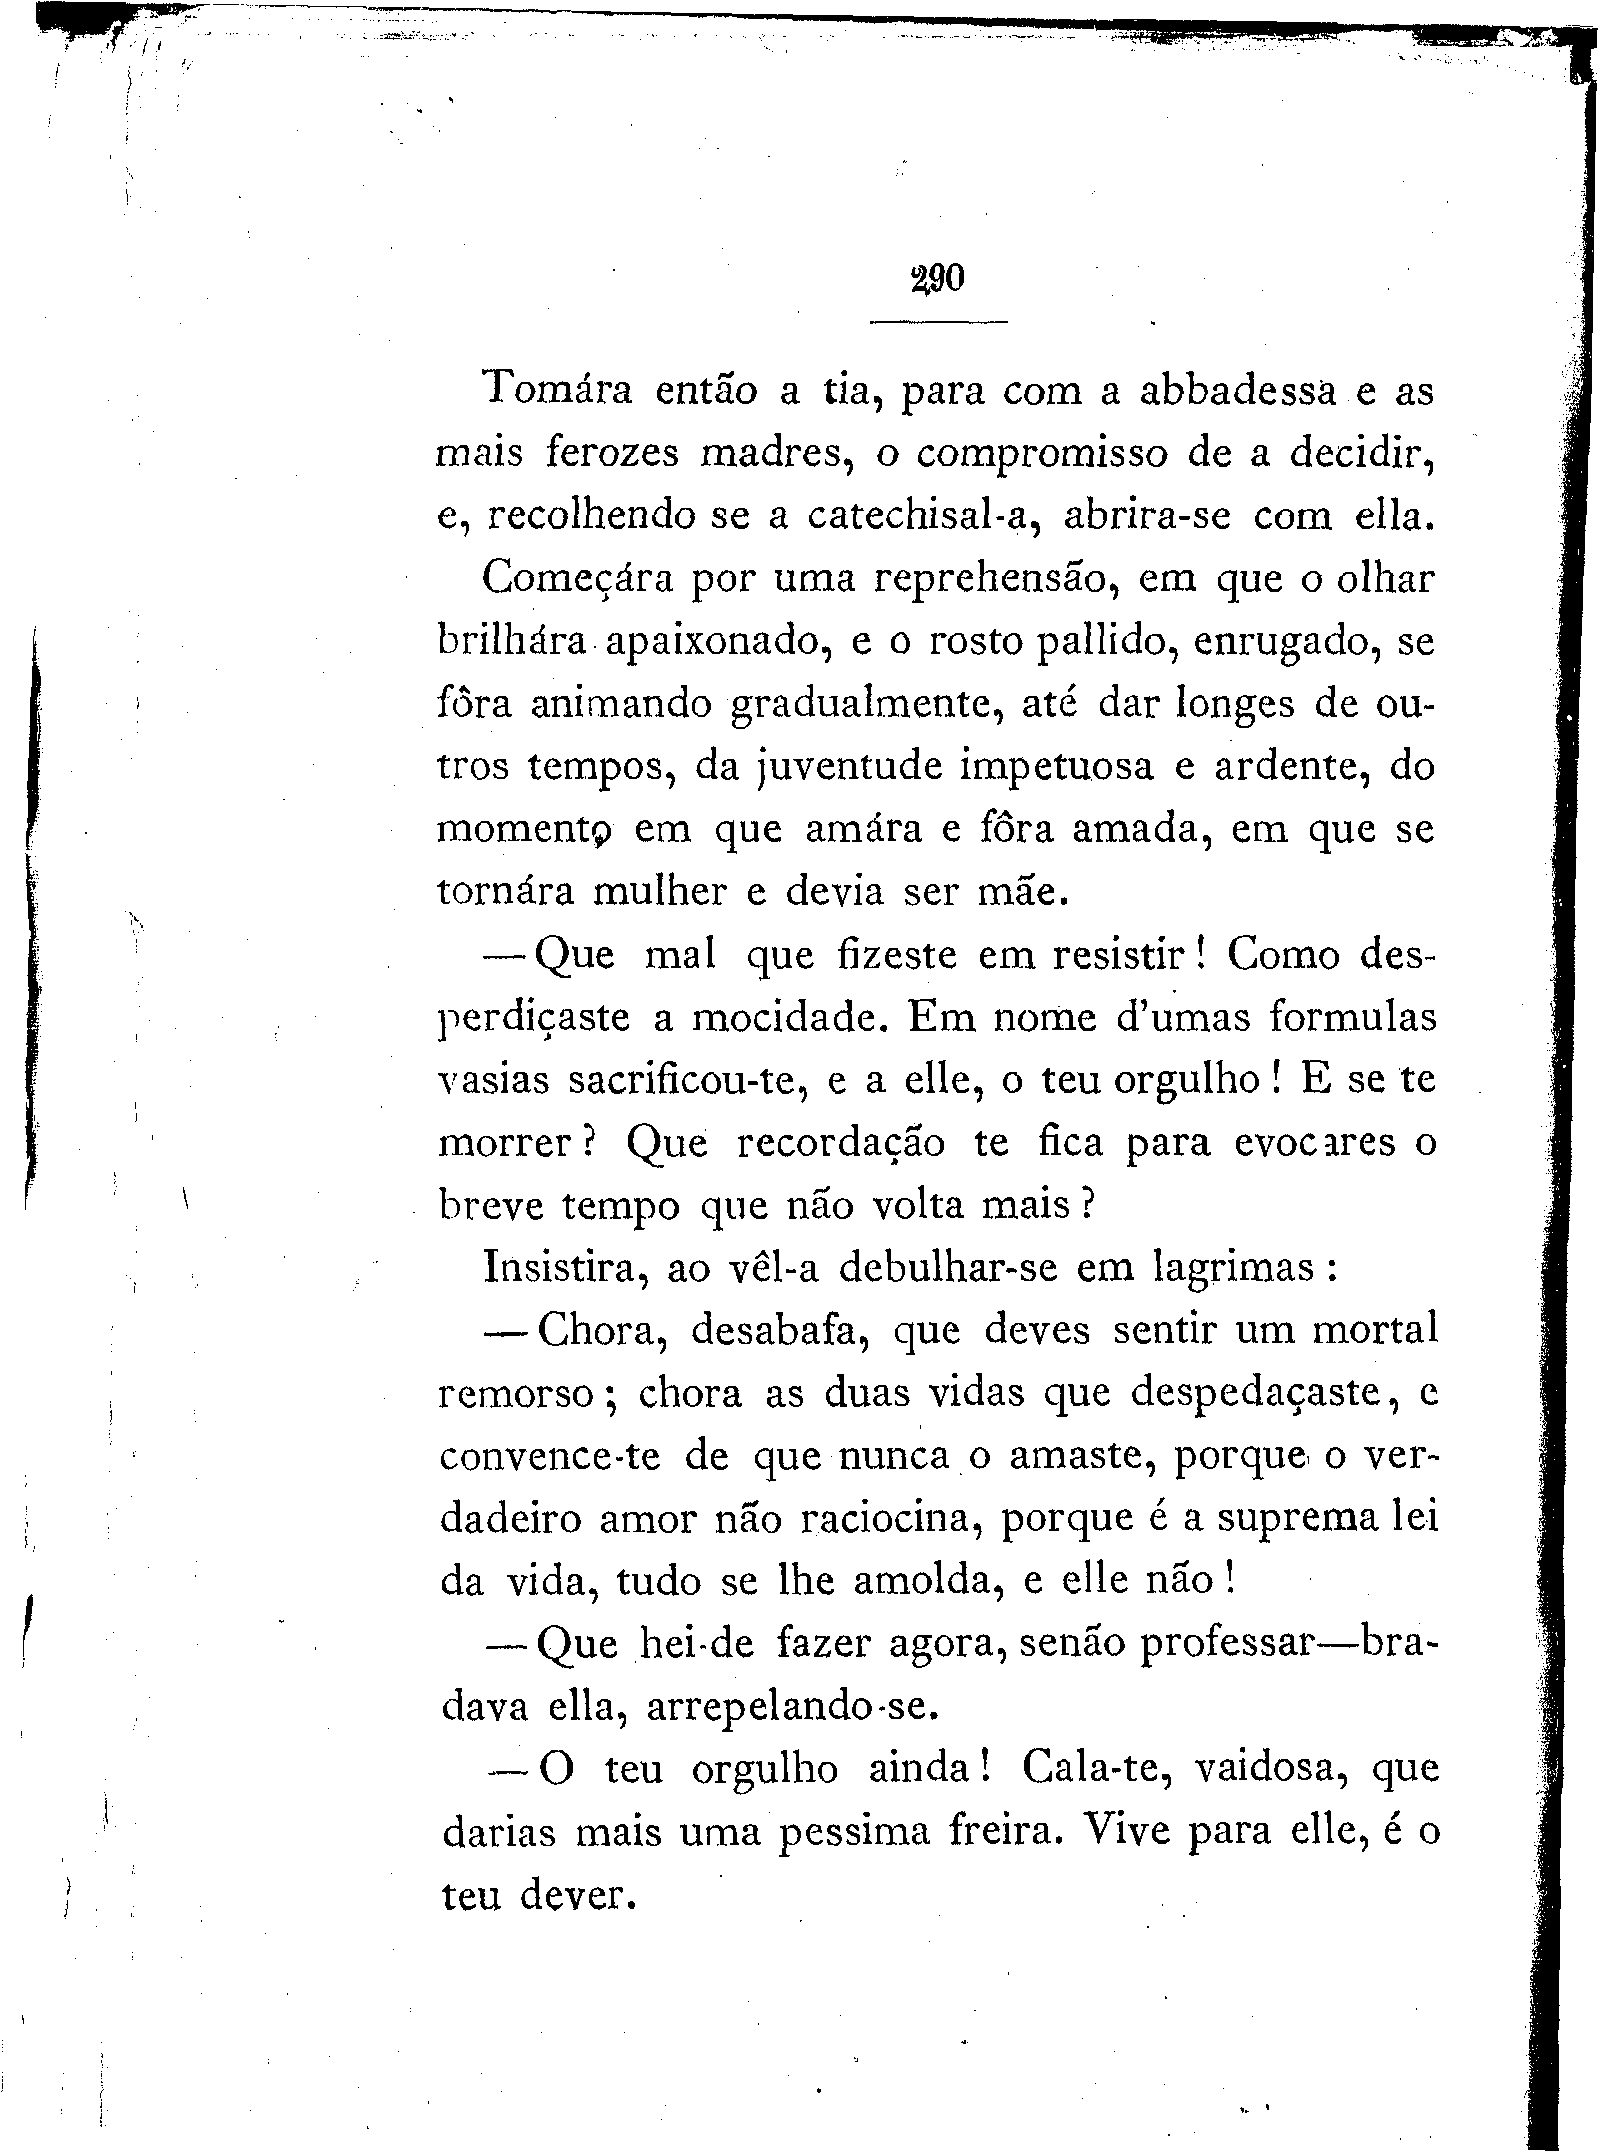 290
Tomára então a tia, para com a abbadessa e as
mais ferozes madres, o compromisso de a decidir,
e, recolhendo se a catechisal-a, abrira-se com ella.
Começára por uma reprehensão, em que o olhar
brilhára apaixonado, e o rosto pallido, enrugado, se
fôra animando gradualmente, até dar longes de ou-
tros tempos, da juventude impetuosa e ardente, do
momento em que amára e fôra amada, em que se
tornára mulher e devia ser mãe.
—Que mal que fizeste em resistir! Como des-
perdiçaste a mocidade. Em nome d'umas formulas
vasias sacrificou-te, e a elle, o teu orgulho! E se te
morrer? Que recordação te fica para evocares o
breve tempo que não volta mais?
Insistira, ao vêl-a debulhar-se em lagrimas:
—Chora, desabafa, que deves sentir um mortal
remorso; chora as duas vidas que despedaçaste, e
convence-te de que nunca o amaste, porque o ver-
dadeiro amor não raciocina, porque é a suprema lei
da vida, tudo se lhe amolda, e elle não!
—Que hei-de fazer agora, senão professar—bra-
dava ella, arrepelando-se.
—O teu orgulho ainda! Cala-te, vaidosa, que
darias mais uma pessima freira. Vive para elle, é o
teu dever.